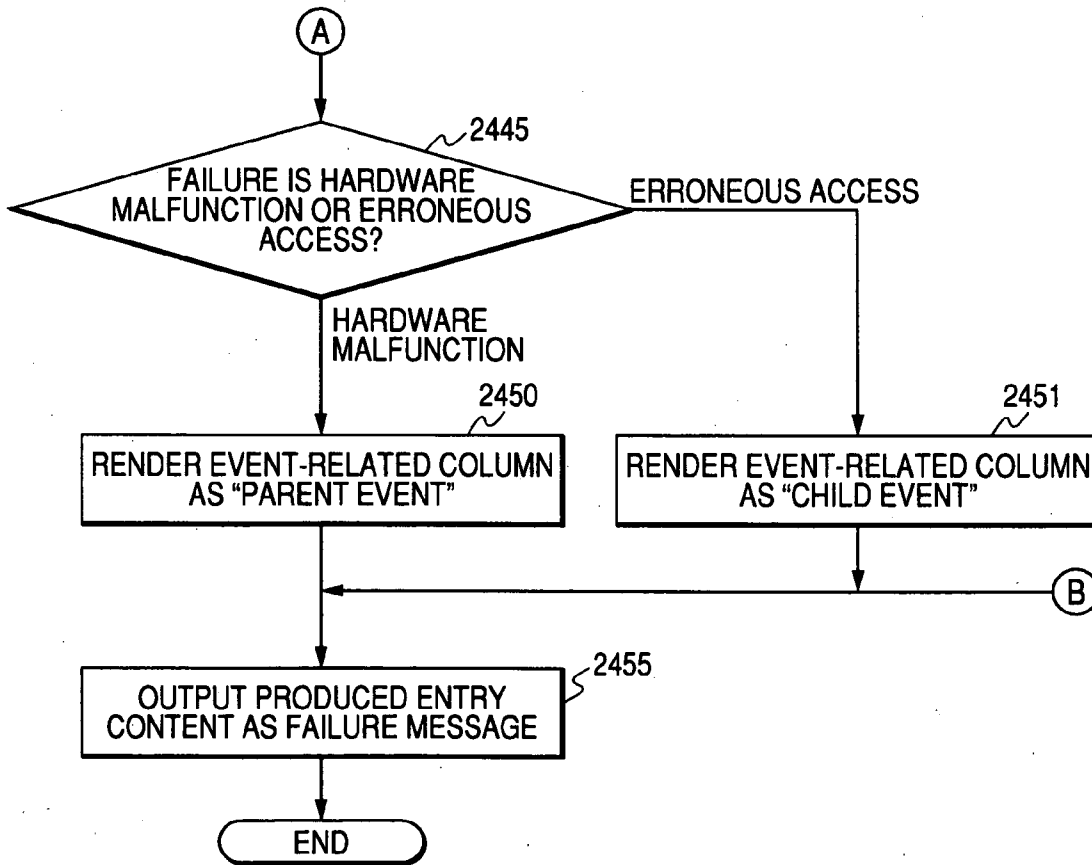 A
2445
FAILURE IS HARDWARE
MALFUNCTION OR ERRONEOUS
ACCESS?
ERRONEOUS ACCESS
HARDWARE
MALFUNCTION
2450
RENDER EVENT-RELATED COLUMN
AS “PARENT EVENT”
2451
RENDER EVENT-RELATED COLUMN
AS “CHILD EVENT”
B
2455
OUTPUT PRODUCED ENTRY
CONTENT AS FAILURE MESSAGE
END